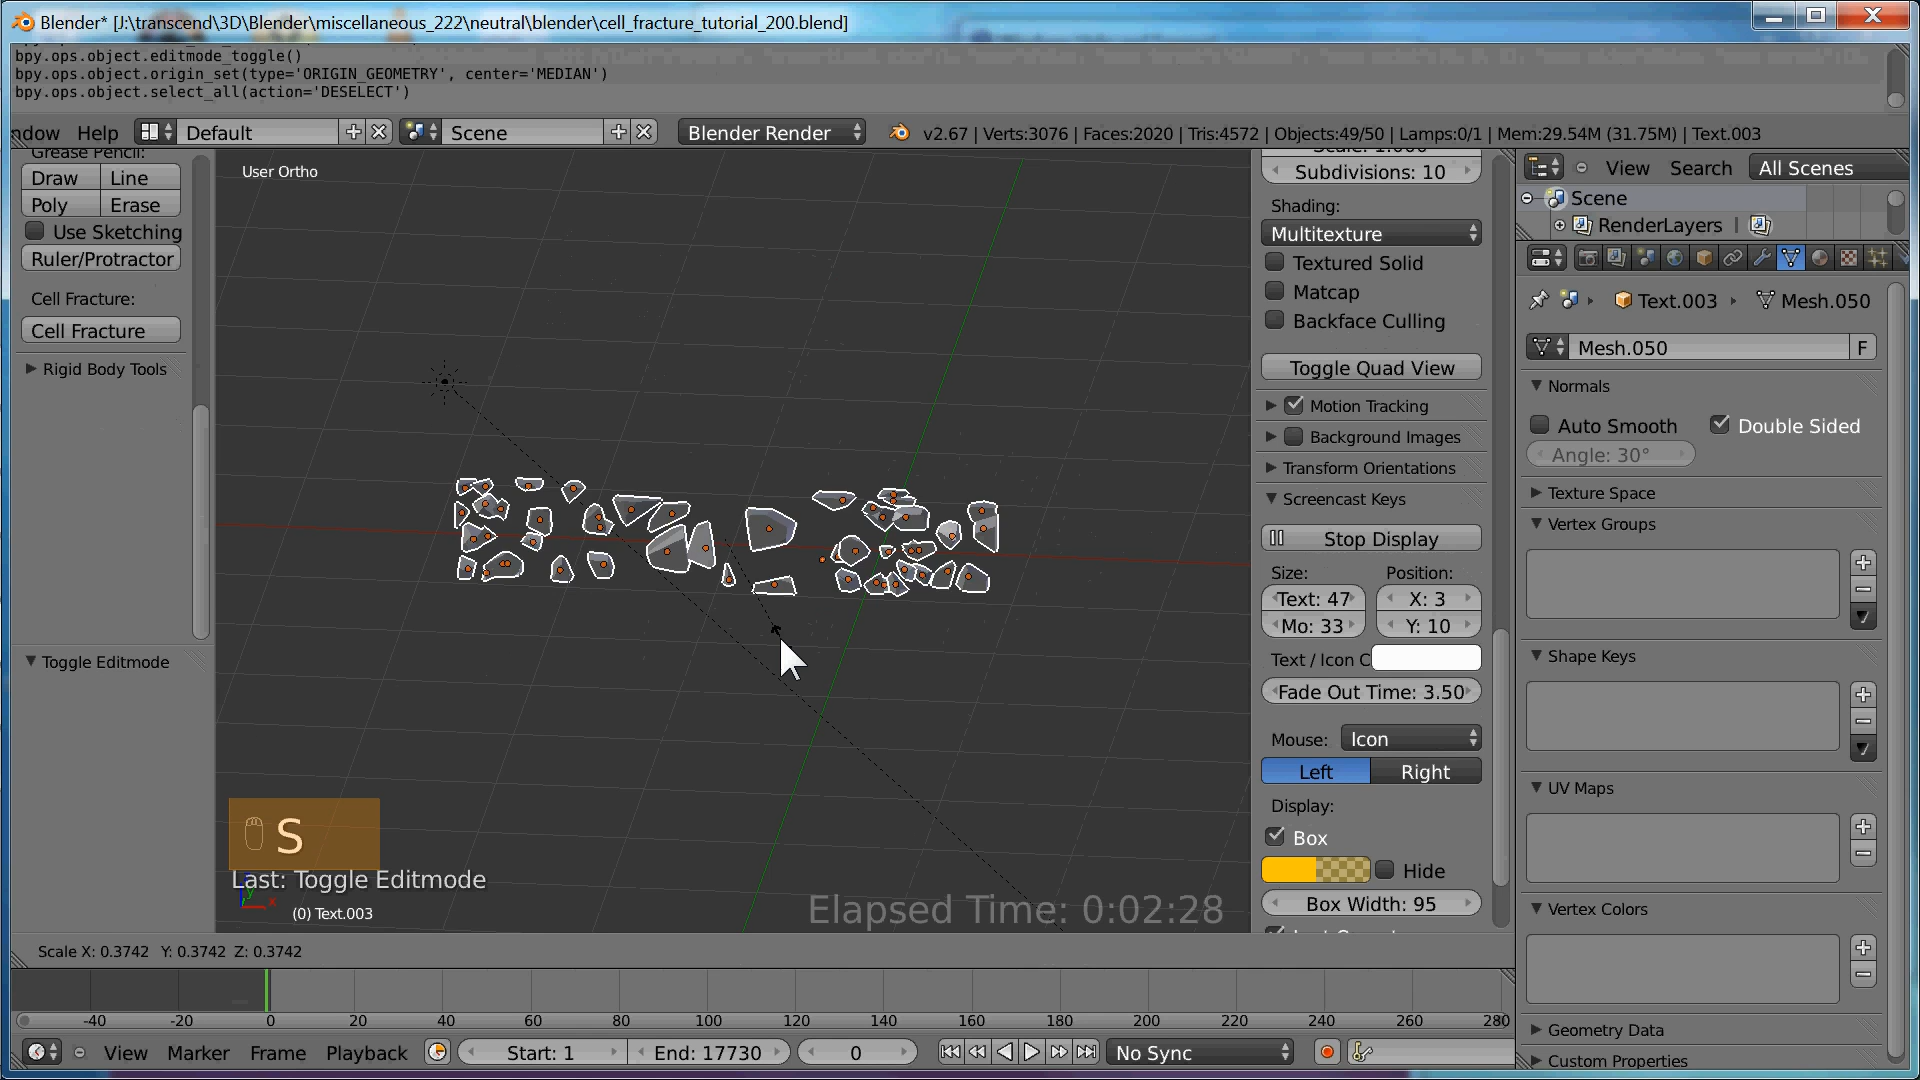 Blender* [J:\transcend\3D\Blender\miscellaneous_222\neutral\blender\cell_fracture_tutorial_200.blend]
bpy.ops.object.editmode_toggle()
bpy.ops.object.origin_set(type='ORIGIN_GEOMETRY', center='MEDIAN')
bpy.ops.object.select_all(action='DESELECT')
ndow Help Default Scene Blender Render v2.67 | Verts:3076 | Faces:2020 | Tris:4572 | Objects:49/50 | Lamps:0/1 | Mem:29.54M (31.75M) | Text.003
Grease Pencil:
Draw Line
Poly Erase
Use Sketching
Ruler/Protractor
Cell Fracture:
Cell Fracture
Rigid Body Tools
Toggle Editmode
User Ortho
S
Last: Toggle Editmode
x
(0) Text.003
Elapsed Time: 0:02:28
Scale: 1.000
Subdivisions: 10
Shading:
Multitexture
Textured Solid
Matcap
Backface Culling
Toggle Quad View
Motion Tracking
Background Images
Transform Orientations
Screencast Keys
Stop Display
Size: Position:
Text: 47 X: 3
Mo: 33 Y: 10
Text / Icon C
Fade Out Time: 3.50
Mouse: Icon
Left Right
Display:
Box
Hide
Box Width: 95
View Search All Scenes
Scene
RenderLayers
Text.003 Mesh.050
Mesh.050 F
Normals
Auto Smooth Double Sided
Angle: 30°
Texture Space
Vertex Groups
Shape Keys
UV Maps
Vertex Colors
Geometry Data
Custom Properties
Scale X: 0.3742 Y: 0.3742 Z: 0.3742
-40 -20 0 20 40 60 80 100 120 140 160 180 200 220 240 260 280
View Marker Frame Playback Start: 1 End: 17730 0 No Sync